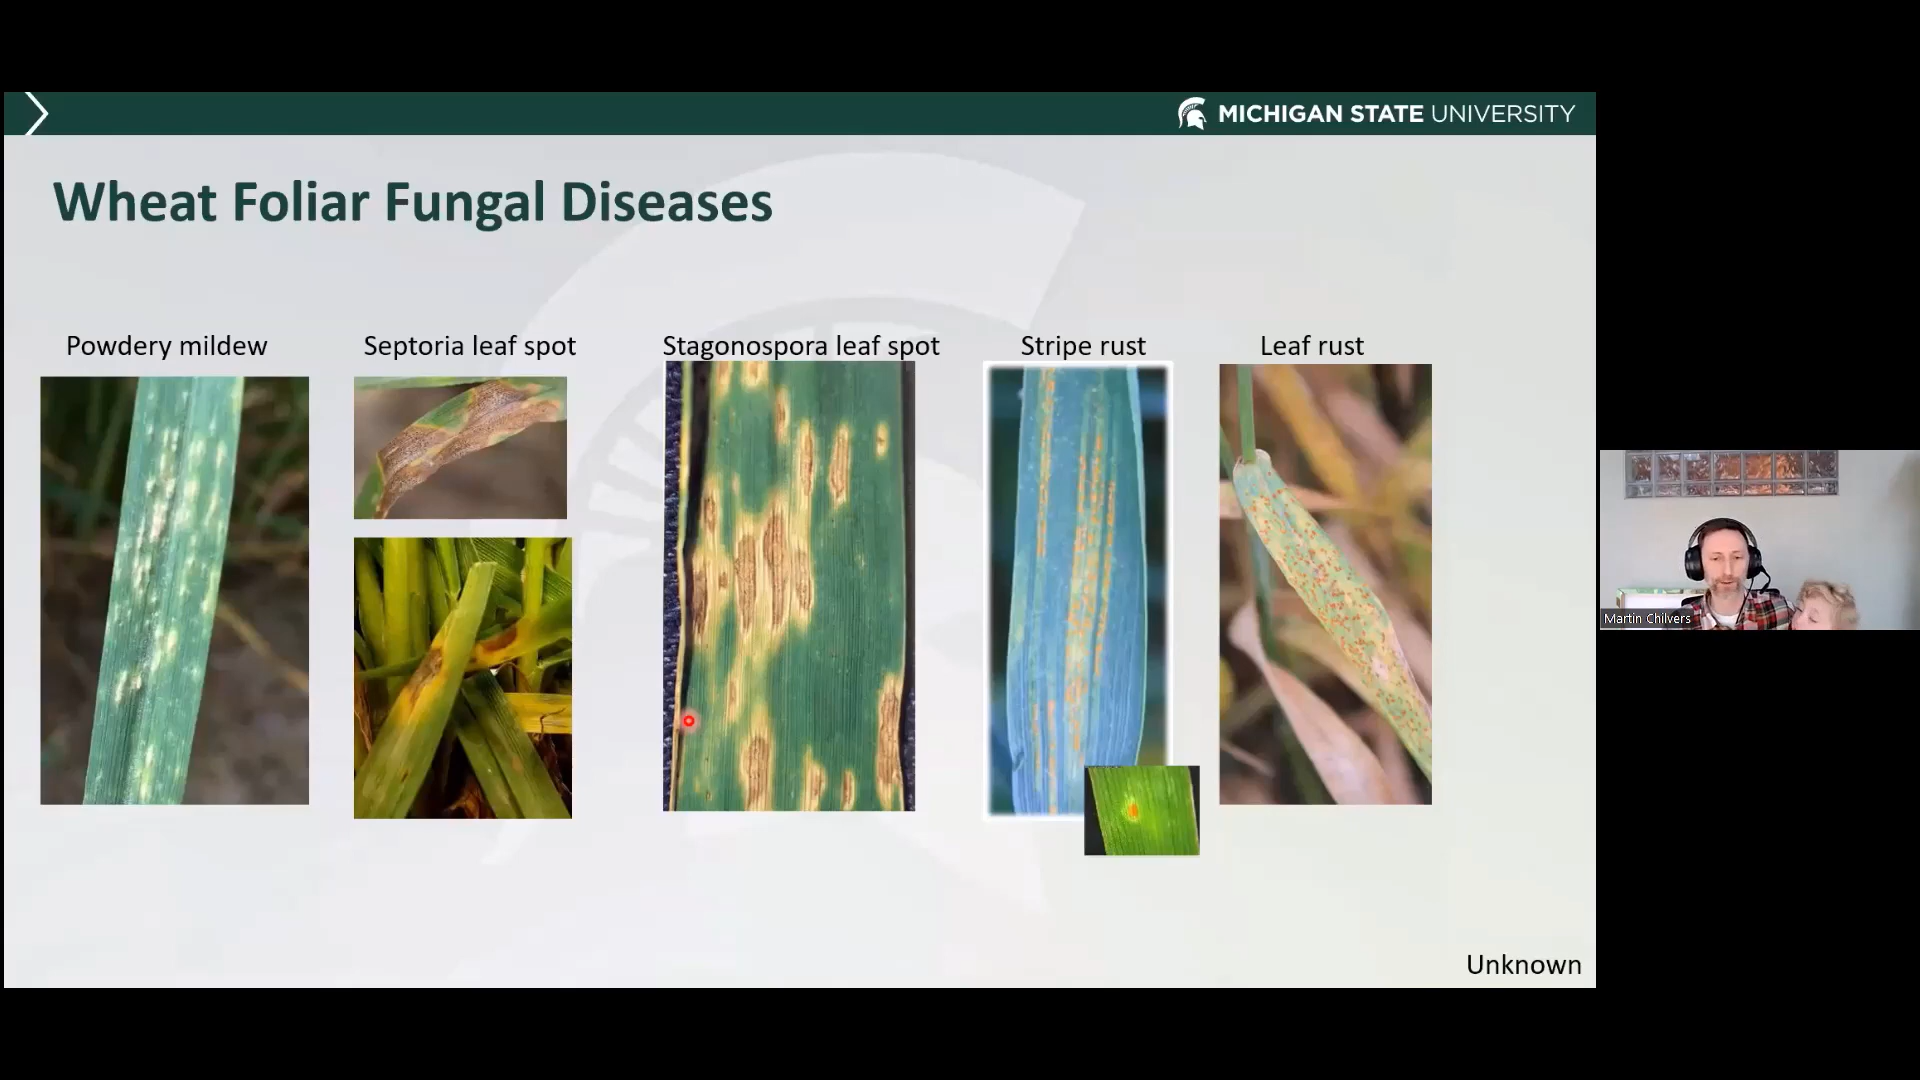 MICHIGAN STATE UNIVERSITY
Wheat Foliar Fungal Diseases
Powdery mildew
Septoria leaf spot
Stagonospora leaf spot
Stripe rust
Leaf rust
Martin Chilvers
Unknown